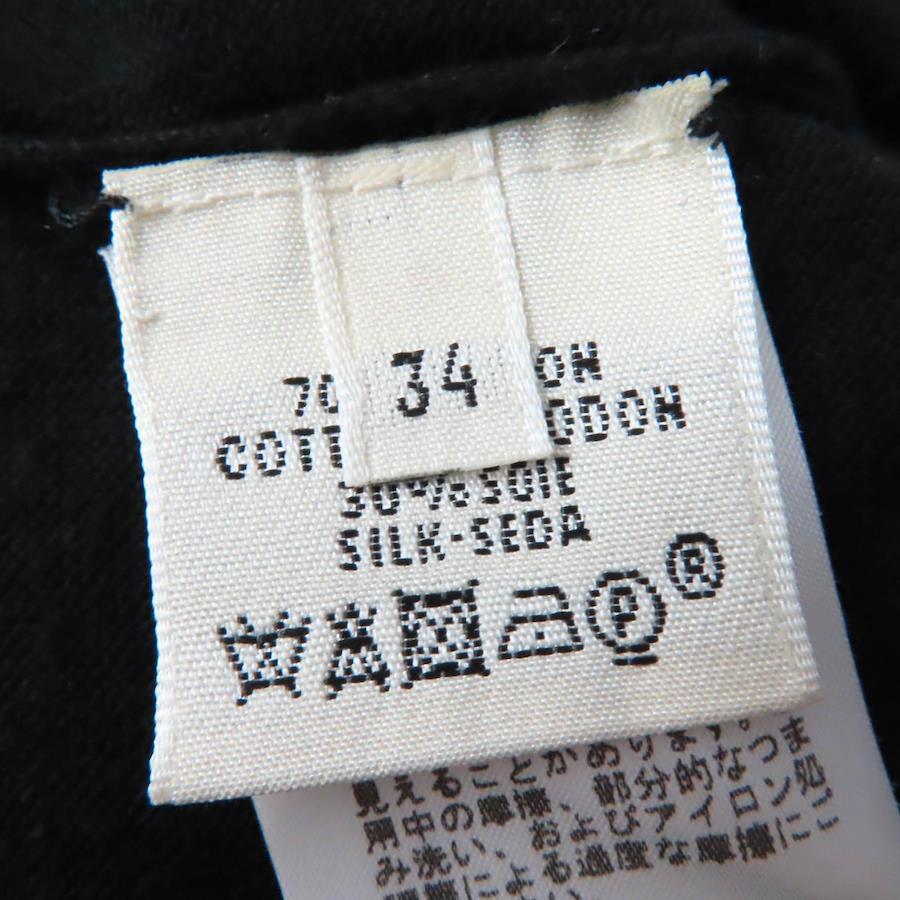 34
70 ON
COTT ODON
30% SOIE
SILK-SEDA
P ®
見えることがあります。
用中の摩擦、部分的なつま
み洗い、およびアイロン処
による過度な摩擦にご